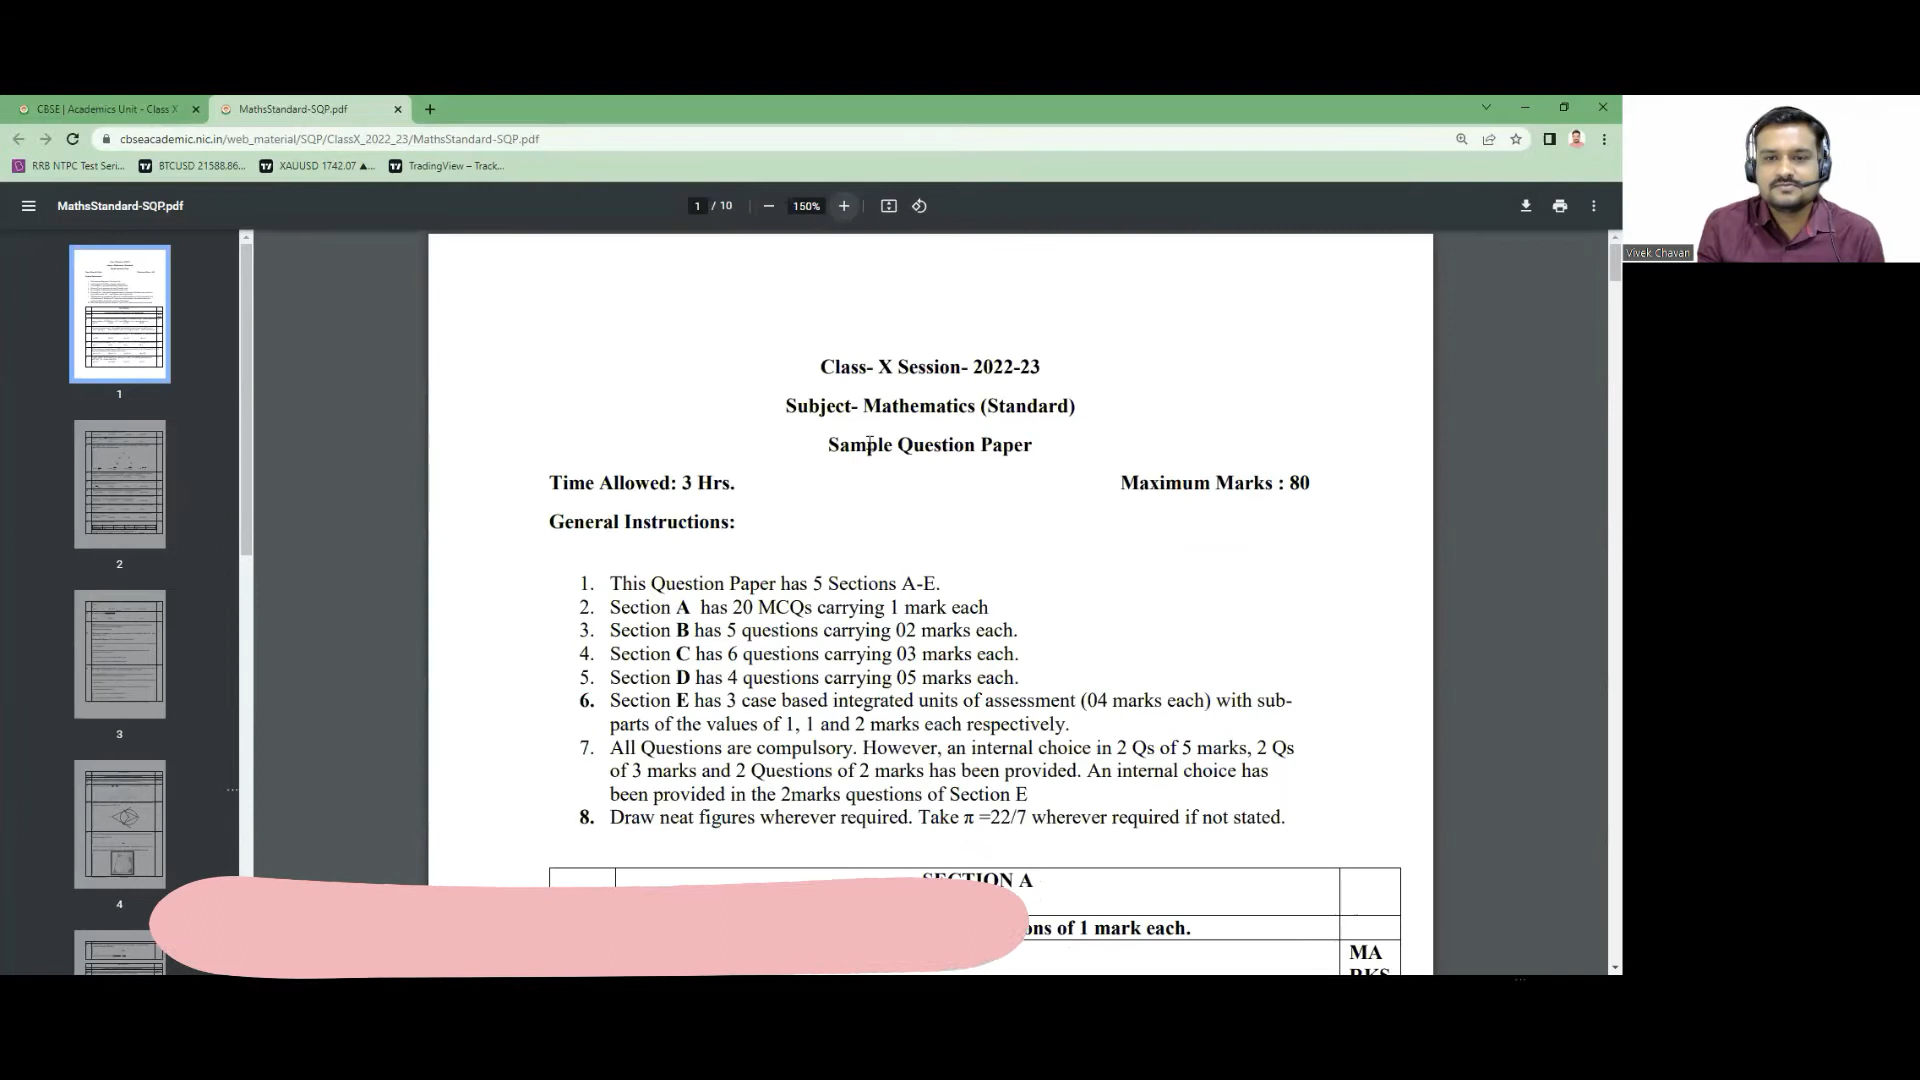 CBSE | Academics Unit - Class X
MathsStandard-SQP.pdf
cbseacademic.nic.in/web_material/SQP/ClassX_2022_23/MathsStandard-SQP.pdf
RRB NTPC Test Seri...
BTCUSD 21588.86...
XAUUSD 1742.07 ▲...
TradingView – Track...
Vivek Chavan
MathsStandard-SQP.pdf
1 / 10
150%
1
2
3
4
Class- X Session- 2022-23
Subject- Mathematics (Standard)
Sample Question Paper
Time Allowed: 3 Hrs. Maximum Marks : 80
General Instructions:
1. This Question Paper has 5 Sections A-E.
2. Section A has 20 MCQs carrying 1 mark each
3. Section B has 5 questions carrying 02 marks each.
4. Section C has 6 questions carrying 03 marks each.
5. Section D has 4 questions carrying 05 marks each.
6. Section E has 3 case based integrated units of assessment (04 marks each) with sub-
parts of the values of 1, 1 and 2 marks each respectively.
7. All Questions are compulsory. However, an internal choice in 2 Qs of 5 marks, 2 Qs
of 3 marks and 2 Questions of 2 marks has been provided. An internal choice has
been provided in the 2marks questions of Section E
8. Draw neat figures wherever required. Take π =22/7 wherever required if not stated.
SECTION A
ons of 1 mark each.
MA
RKS